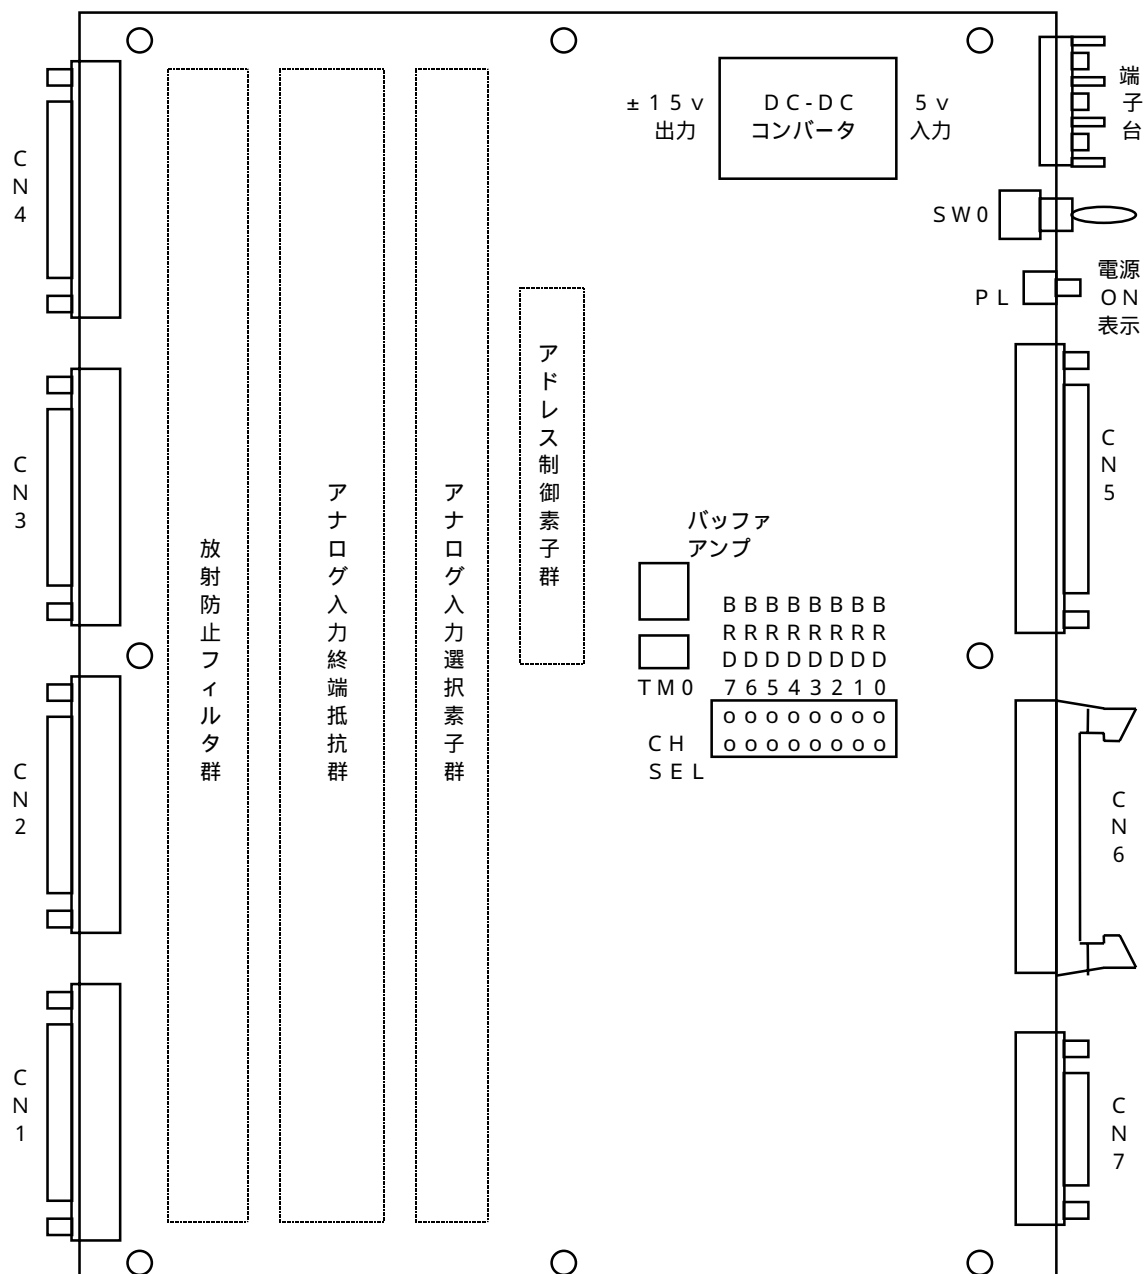 ±１５ｖ
出力
ＤＣ-ＤＣ
コンバータ
５ｖ
入力
端子台
ＣＮ４
ＳＷ０
電源
ＯＮ
表示
ＰＬ
ＣＮ３
アドレス制御素子群
ＣＮ５
放射防止フィルタ群
アナログ入力終端抵抗群
アナログ入力選択素子群
バッファ
アンプ
ＢＢＢＢＢＢＢＢ
ＲＲＲＲＲＲＲＲ
ＤＤＤＤＤＤＤＤ
ＴＭ０
７６５４３２１０
ｏｏｏｏｏｏｏｏ
ｏｏｏｏｏｏｏｏ
ＣＨ
ＳＥＬ
ＣＮ２
ＣＮ６
ＣＮ１
ＣＮ７